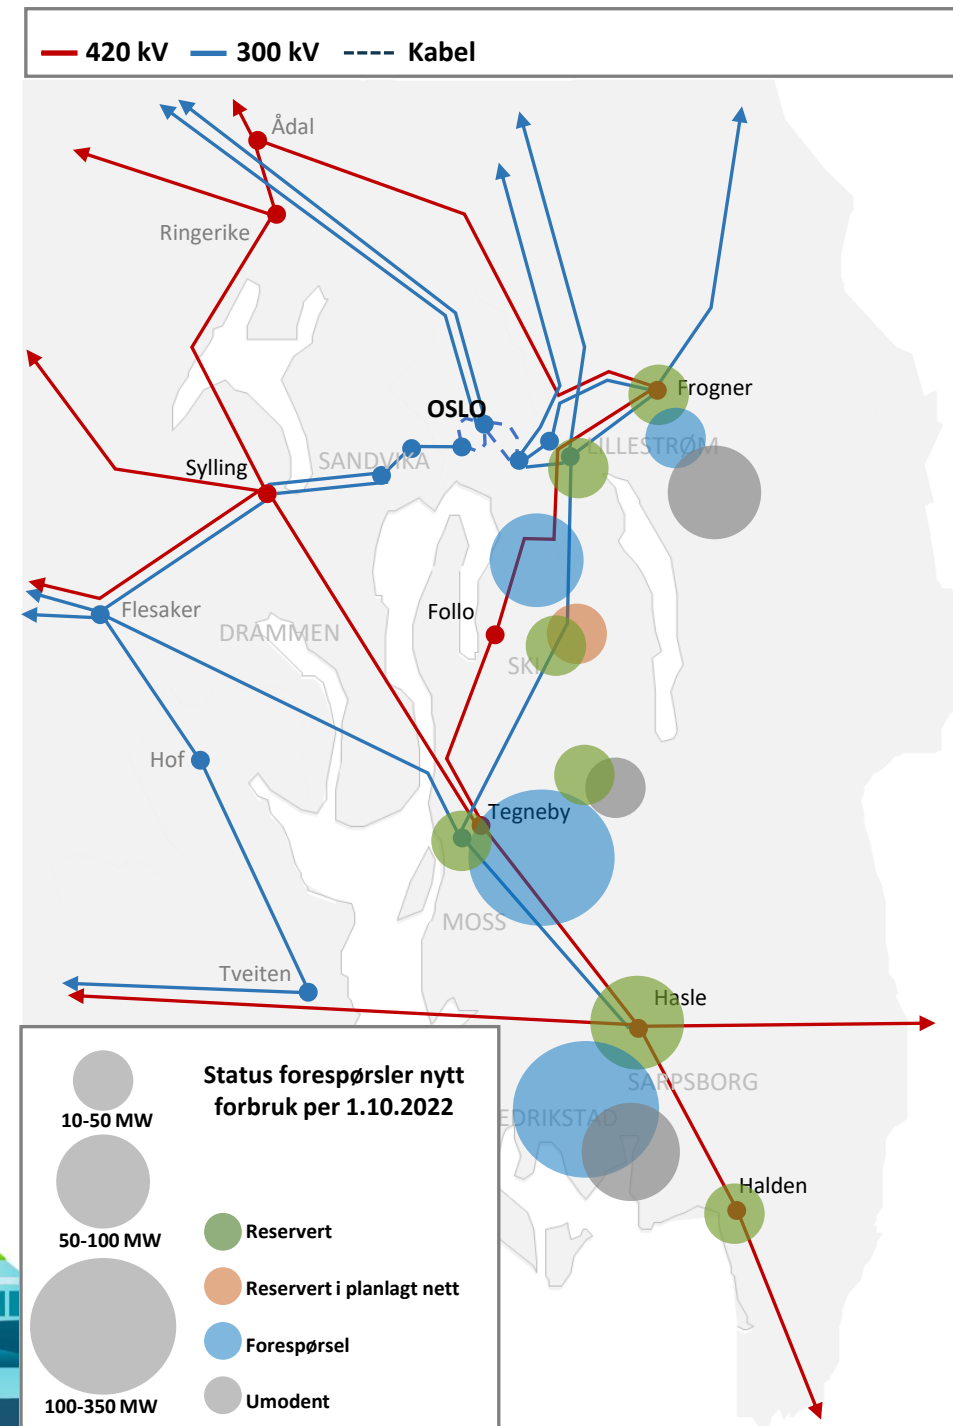 420 kV 300 kV Kabel
Ådal
Ringerike
OSLO
Frogner
LILLESTRØM
SANDVIKA
Sylling
Flesaker
DRAMMEN
Follo
SKI
Hof
Tegneby
MOSS
Tveiten
Hasle
SARPSBORG
EDRIKSTAD
Halden
Status forespørsler nytt
forbruk per 1.10.2022
10-50 MW
50-100 MW
100-350 MW
Reservert
Reservert i planlagt nett
Forespørsel
Umodent